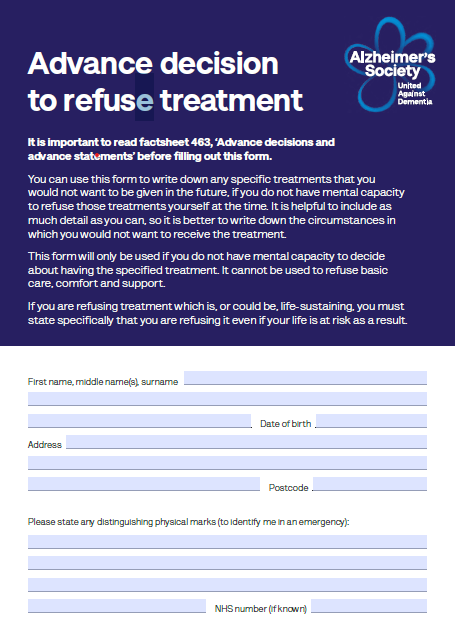 Advance decision
to refuse treatment
Alzheimer's
Society
United
Against
Dementia
It is important to read factsheet 463, 'Advance decisions and
advance statements' before filling out this form.
You can use this form to write down any specific treatments that you
would not want to be given in the future, if you do not have mental capacity
to refuse those treatments yourself at the time. It is helpful to include as
much detail as you can, so it is better to write down the circumstances in
which you would not want to receive the treatment.
This form will only be used if you do not have mental capacity to decide
about having the specified treatment. It cannot be used to refuse basic
care, comfort and support.
If you are refusing treatment which is, or could be, life-sustaining, you must
state specifically that you are refusing it even if your life is at risk as a result.
First name, middle name(s), surname
Date of birth
Address
Postcode
Please state any distinguishing physical marks (to identify me in an emergency):
NHS number (if known)